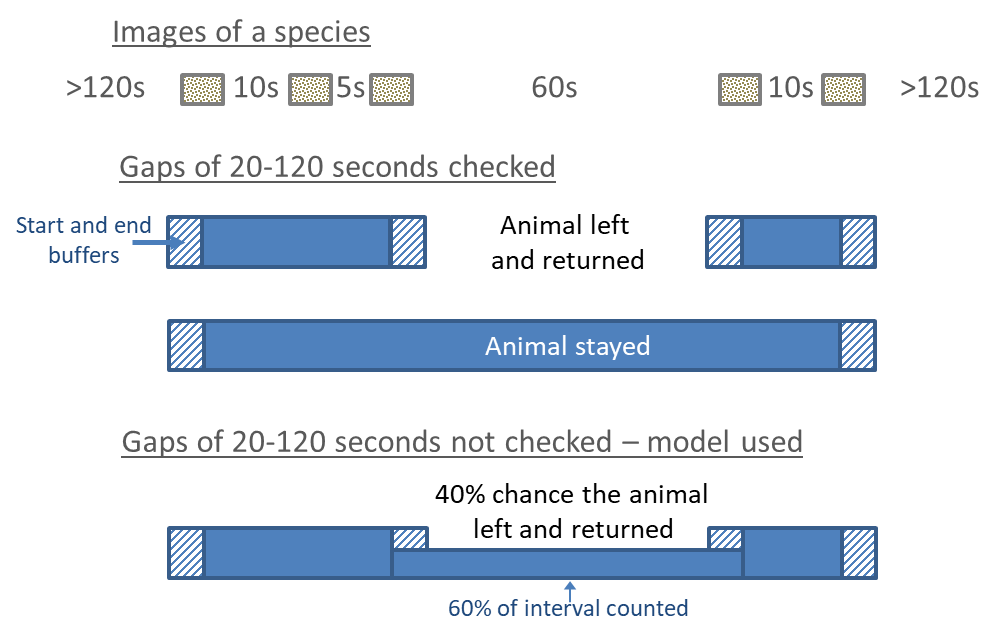 Images of a species
>120s 10s 5s 60s 10s >120s
Gaps of 20-120 seconds checked
Start and end
buffers
Animal left
and returned
Animal stayed
Gaps of 20-120 seconds not checked – model used
40% chance the animal
left and returned
60% of interval counted